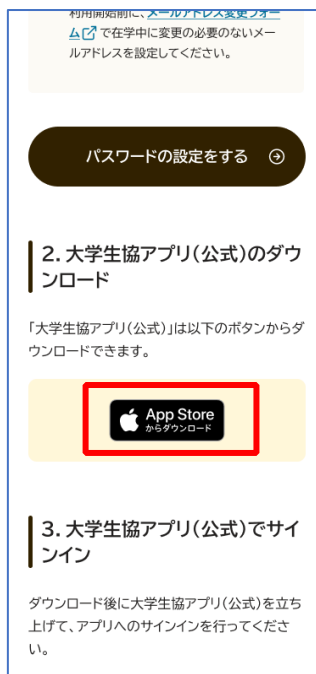 利用開始前に、メールアドレス変更フォー
ムで在学中に変更の必要のないメー
ルアドレスを設定してください。
パスワードの設定をする
2. 大学生協アプリ(公式)のダウ
ンロード
「大学生協アプリ(公式)」は以下のボタンからダ
ウンロードできます。
App Store
からダウンロード
3. 大学生協アプリ(公式)でサイ
ンイン
ダウンロード後に大学生協アプリ(公式)を立ち
上げて、アプリへのサインインを行ってくださ
い。